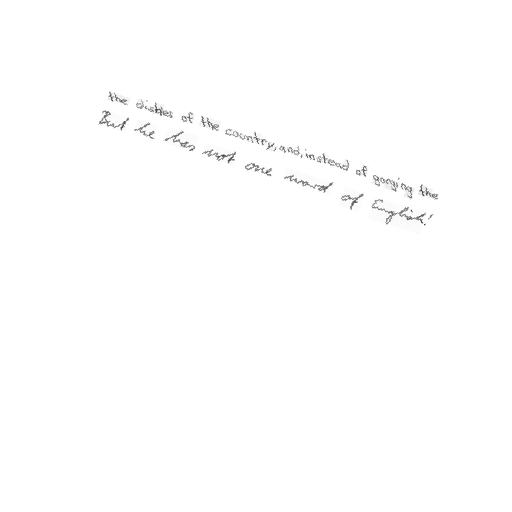 the dishes of the country, and, instead of gorging the
But he has not one word of English.'